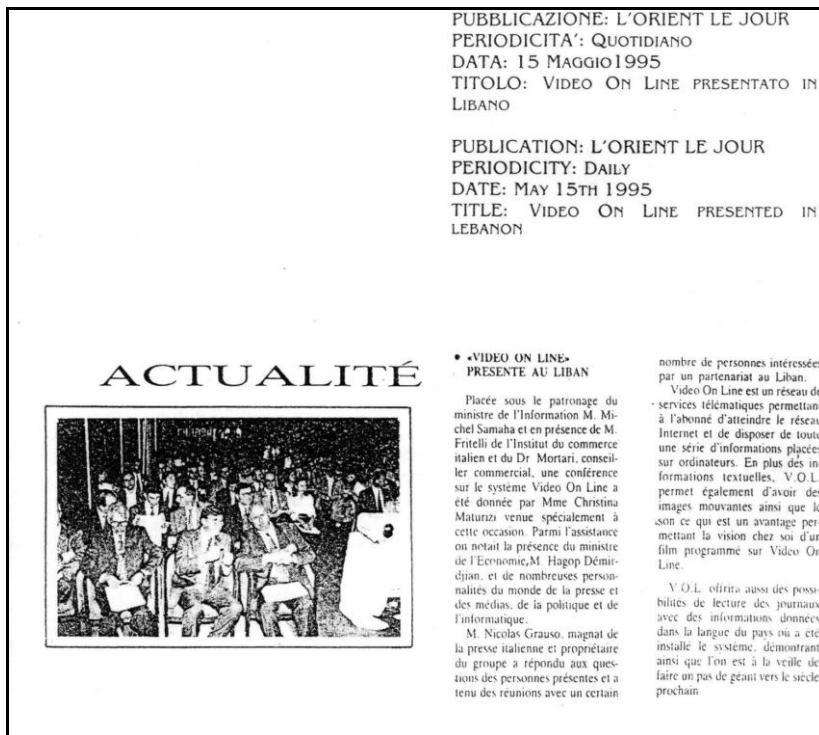 PUBBLICAZIONE: L'ORIENT LE JOUR
PERIODICITA': QUOTIDIANO
DATA: 15 MAGGIO1995
TITOLO: VIDEO ON LINE PRESENTATO IN
LIBANO
PUBLICATION: L'ORIENT LE JOUR
PERIODICITY: DAILY
DATE: MAY 15TH 1995
TITLE: VIDEO ON LINE PRESENTED IN
LEBANON
ACTUALITÉ
• «VIDEO ON LINE»
PRESENTE AU LIBAN
Placée sous le patronage du
ministre de l'Information M. Mi-
chel Samaha et en présence de M.
Fritelli de l'Institut du commerce
italien et du Dr Mortari, conseil-
ler commercial, une conférence
sur le système Video On Line a
été donnée par Mme Christina
Maturizi venue spécialement à
cette occasion. Parmi l'assistance
on notait la présence du ministre
de l'Economie, M. Hagop Démir-
djian, et de nombreuses person-
nalités du monde de la presse et
des médias, de la politique et de
l'informatique.
M. Nicolas Grauso, magnat de
la presse italienne et propriétaire
du groupe a répondu aux ques-
tions des personnes présentes et a
tenu des réunions avec un certain
nombre de personnes intéressées
par un partenariat au Liban.
Video On Line est un réseau de
services télématiques permettant
à l'abonné d'atteindre le réseau
Internet et de disposer de toute
une série d'informations placées
sur ordinateurs. En plus des in-
formations textuelles, V.O.L.
permet également d'avoir des
images mouvantes ainsi que le
son ce qui est un avantage per-
mettant la vision chez soi d'un
film programmé sur Video On
Line.
V.O.L. offrira aussi des possi-
bilités de lecture des journaux
avec des informations données
dans la langue du pays où a été
installé le système, démontrant
ainsi que l'on est à la veille de
faire un pas de géant vers le siècle
prochain